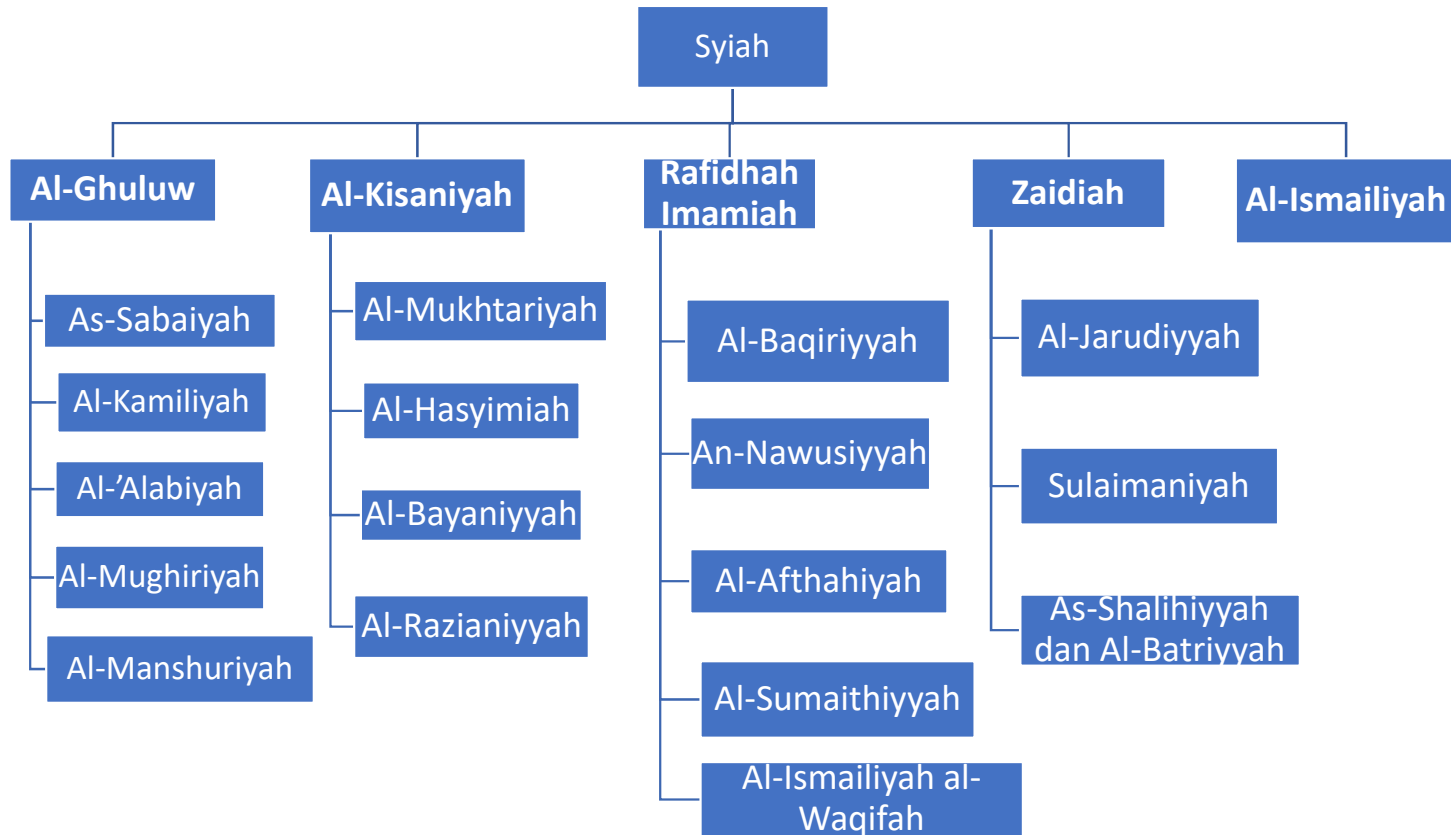 Syiah
Al-Ghuluw
As-Sabaiyah
Al-Kamiliyah
Al-’Alabiyah
Al-Mughiriyah
Al-Manshuriyah
Al-Kisaniyah
Al-Mukhtariyah
Al-Hasyimiah
Al-Bayaniyyah
Al-Razianiyyah
Rafidhah
Imamiah
Al-Baqiriyyah
An-Nawusiyyah
Al-Afthahiyah
Al-Sumaithiyyah
Al-Ismailiyah al-
Waqifah
Zaidiah
Al-Jarudiyyah
Sulaimaniyah
As-Shalihiyyah
dan Al-Batriyyah
Al-Ismailiyah